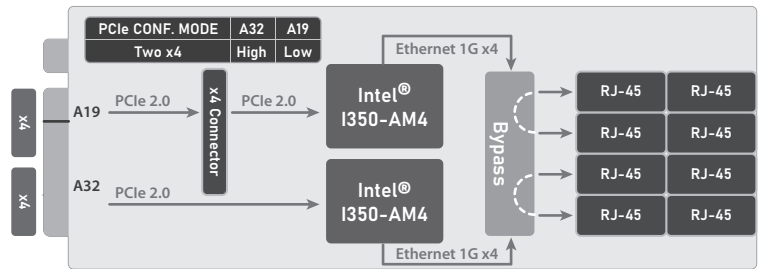 PCIe CONF. MODE A32 A19
Two x4 High Low
Ethernet 1G x4
x4
A19
PCIe 2.0
x4 Connector
PCIe 2.0
Intel®
I350-AM4
Bypass
RJ-45 RJ-45
RJ-45 RJ-45
RJ-45 RJ-45
RJ-45 RJ-45
x4
A32
PCIe 2.0
Intel®
I350-AM4
Ethernet 1G x4